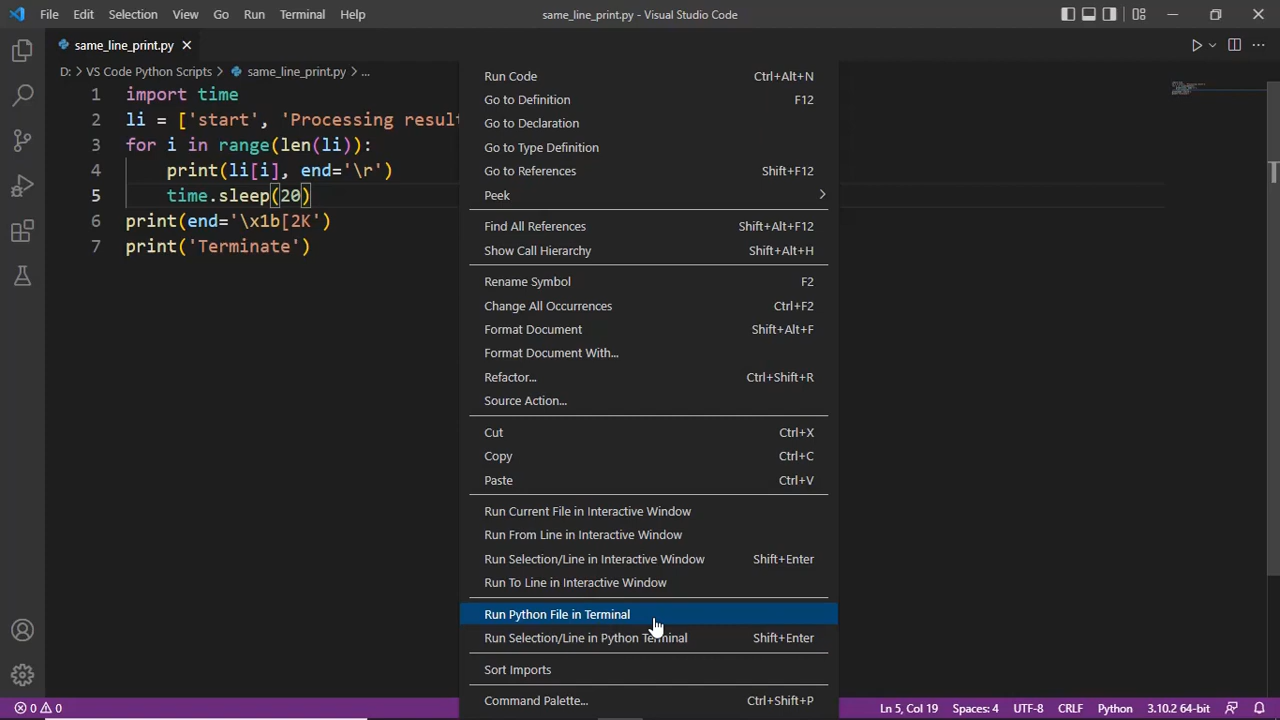 File Edit Selection View Go Run Terminal Help same_line_print.py - Visual Studio Code
same_line_print.py
D: > VS Code Python Scripts > same_line_print.py > ...
1 import time
2 li = ['start', 'Processing result
3 for i in range(len(li)):
4 print(li[i], end='\r')
5 time.sleep(20)
6 print(end='\x1b[2K')
7 print('Terminate')
Run Code Ctrl+Alt+N
Go to Definition F12
Go to Declaration
Go to Type Definition
Go to References Shift+F12
Peek
Find All References Shift+Alt+F12
Show Call Hierarchy Shift+Alt+H
Rename Symbol F2
Change All Occurrences Ctrl+F2
Format Document Shift+Alt+F
Format Document With...
Refactor... Ctrl+Shift+R
Source Action...
Cut Ctrl+X
Copy Ctrl+C
Paste Ctrl+V
Run Current File in Interactive Window
Run From Line in Interactive Window
Run Selection/Line in Interactive Window Shift+Enter
Run To Line in Interactive Window
Run Python File in Terminal
Run Selection/Line in Python Terminal Shift+Enter
Sort Imports
Command Palette... Ctrl+Shift+P
0 0 Ln 5, Col 19 Spaces: 4 UTF-8 CRLF Python 3.10.2 64-bit